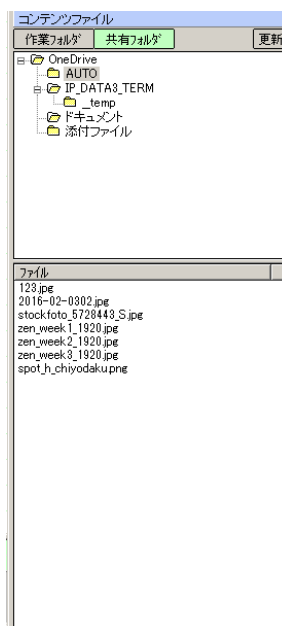 コンテンツファイル
作業ﾌｫﾙﾀﾞ 共有ﾌｫﾙﾀﾞ 更新
OneDrive
AUTO
IP_DATA3_TERM
__temp
ドキュメント
添付ファイル
ファイル
123.jpg
2016-02-0302.jpg
stockfoto_5728443_S.jpg
zen_week1_1920.jpg
zen_week2_1920.jpg
zen_week3_1920.jpg
spot_h_chiyodaku.png